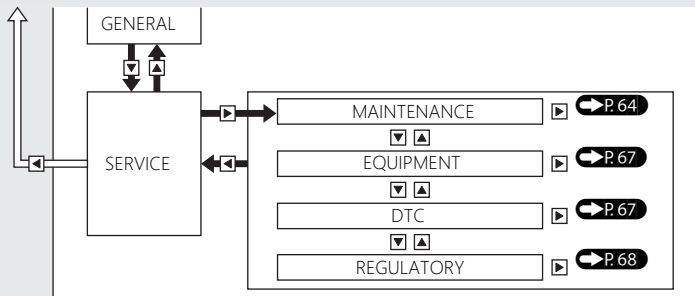 GENERAL
SERVICE
MAINTENANCE
P. 64
EQUIPMENT
P. 67
DTC
P. 67
REGULATORY
P. 68